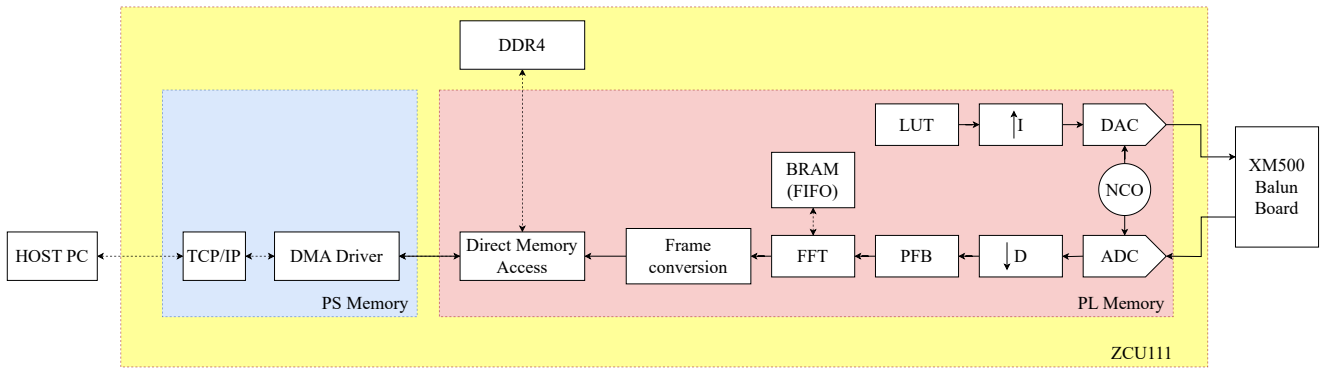 DDR4
LUT
I
DAC
XM500
Balun
Board
BRAM
(FIFO)
NCO
HOST PC
TCP/IP
DMA Driver
Direct Memory
Access
Frame
conversion
FFT
PFB
D
ADC
PS Memory
PL Memory
ZCU111